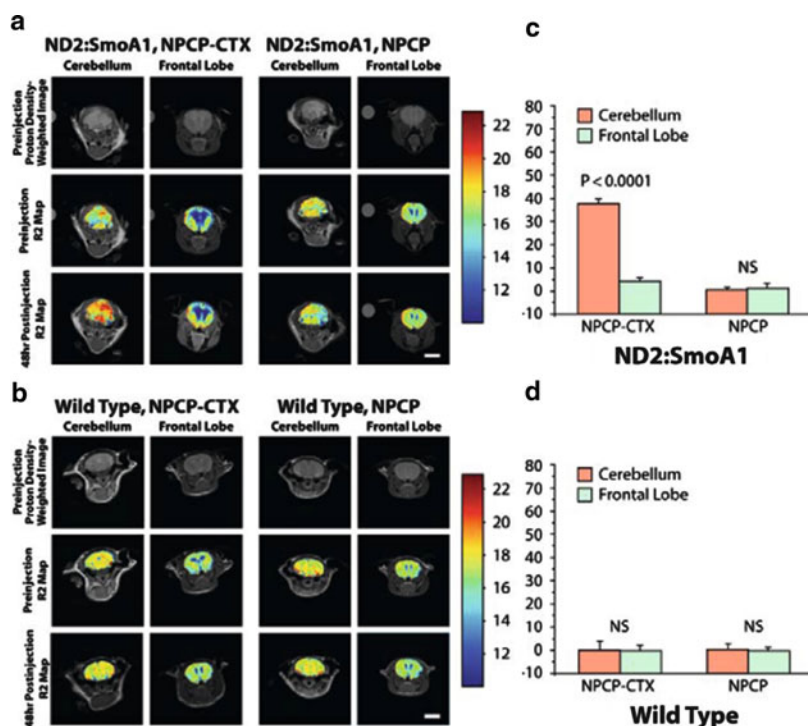 a
ND2:SmoA1, NPCP-CTX ND2:SmoA1, NPCP
Cerebellum Frontal Lobe Cerebellum Frontal Lobe
Preinjection
Proton Density-
Weighted Image
Preinjection
R2 Map
48hr Postinjection
R2 Map
22
20
18
16
14
12
10
b
Wild Type, NPCP-CTX Wild Type, NPCP
Cerebellum Frontal Lobe Cerebellum Frontal Lobe
Preinjection
Proton Density-
Weighted Image
Preinjection
R2 Map
48hr Postinjection
R2 Map
22
20
18
16
14
12
10
c
80
70
60
50
40
30
20
10
0
-10
Cerebellum
Frontal Lobe
P < 0.0001
NS
NPCP-CTX NPCP
ND2:SmoA1
d
80
70
60
50
40
30
20
10
0
-10
Cerebellum
Frontal Lobe
NS NS
NPCP-CTX NPCP
Wild Type